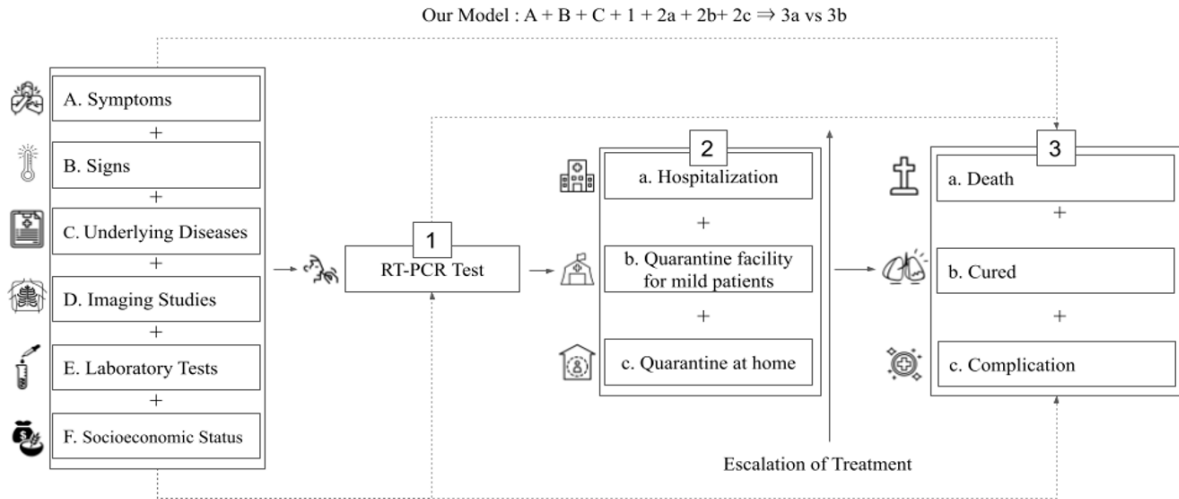 Our Model : A + B + C + 1 + 2a + 2b+ 2c ⇒ 3a vs 3b
A. Symptoms
+
B. Signs
+
C. Underlying Diseases
+
D. Imaging Studies
+
E. Laboratory Tests
+
F. Socioeconomic Status
1
RT-PCR Test
2
a. Hospitalization
+
b. Quarantine facility
for mild patients
+
c. Quarantine at home
Escalation of Treatment
3
a. Death
+
b. Cured
+
c. Complication